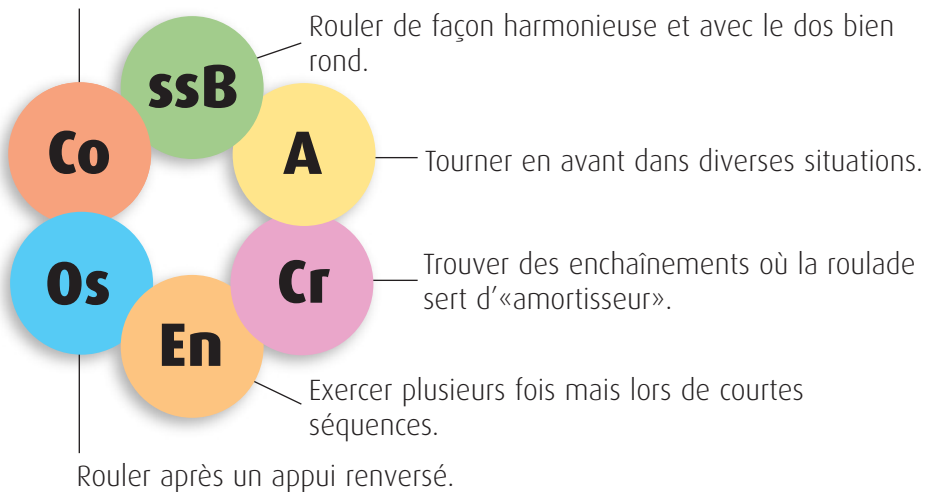 ssB
Rouler de façon harmonieuse et avec le dos bien
rond.
Co
A
Tourner en avant dans diverses situations.
Os
Cr
Trouver des enchaînements où la roulade
sert d’«amortisseur».
En
Exercer plusieurs fois mais lors de courtes
séquences.
Rouler après un appui renversé.